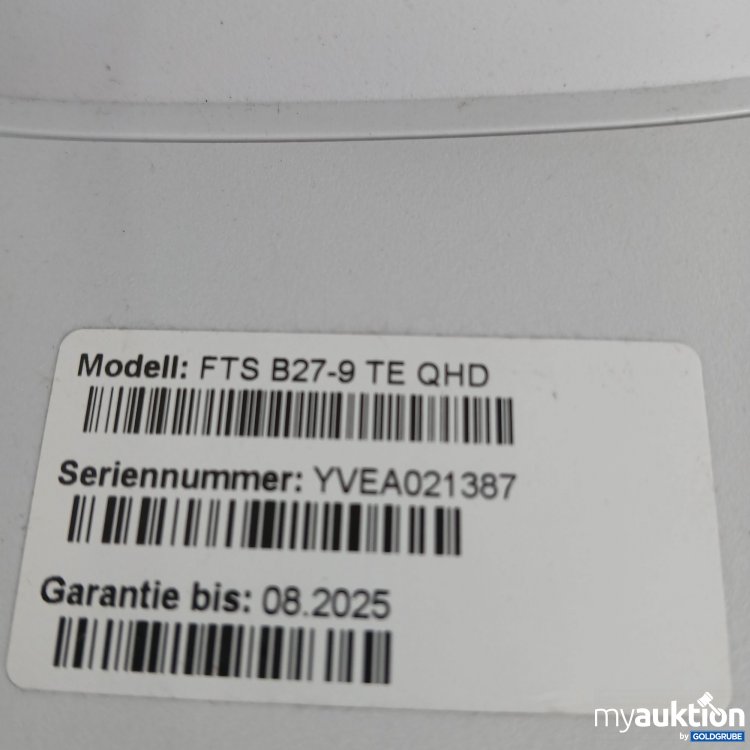 Modell: FTS B27-9 TE QHD
Seriennummer: YVEA021387
Garantie bis: 08.2025
myauktion
by GOLDGRUBE